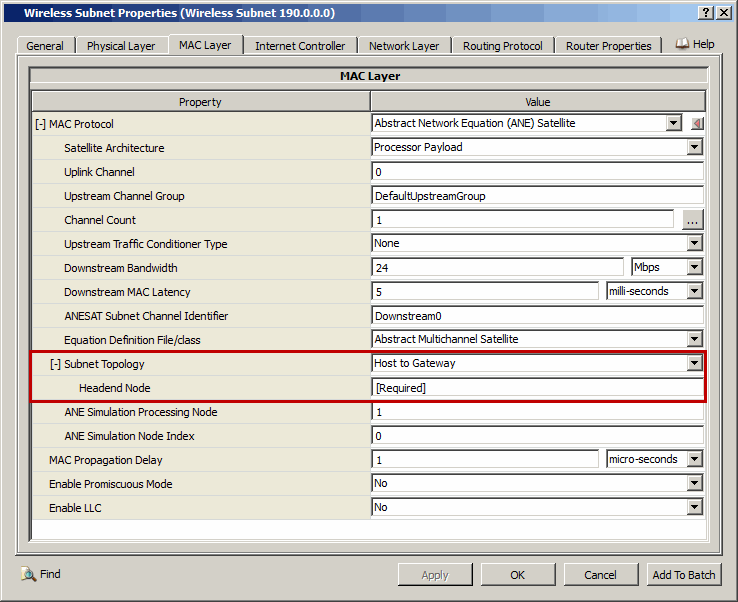 Wireless Subnet Properties (Wireless Subnet 190.0.0.0)
General Physical Layer MAC Layer Internet Controller Network Layer Routing Protocol Router Properties Help
MAC Layer
Property Value
[-] MAC Protocol Abstract Network Equation (ANE) Satellite
Satellite Architecture Processor Payload
Uplink Channel 0
Upstream Channel Group DefaultUpstreamGroup
Channel Count 1 ...
Upstream Traffic Conditioner Type None
Downstream Bandwidth 24 Mbps
Downstream MAC Latency 5 milli-seconds
ANESAT Subnet Channel Identifier Downstream0
Equation Definition File/class Abstract Multichannel Satellite
[-] Subnet Topology Host to Gateway
Headend Node [Required]
ANE Simulation Processing Node 1
ANE Simulation Node Index 0
MAC Propagation Delay 1 micro-seconds
Enable Promiscuous Mode No
Enable LLC No
Find Apply OK Cancel Add To Batch